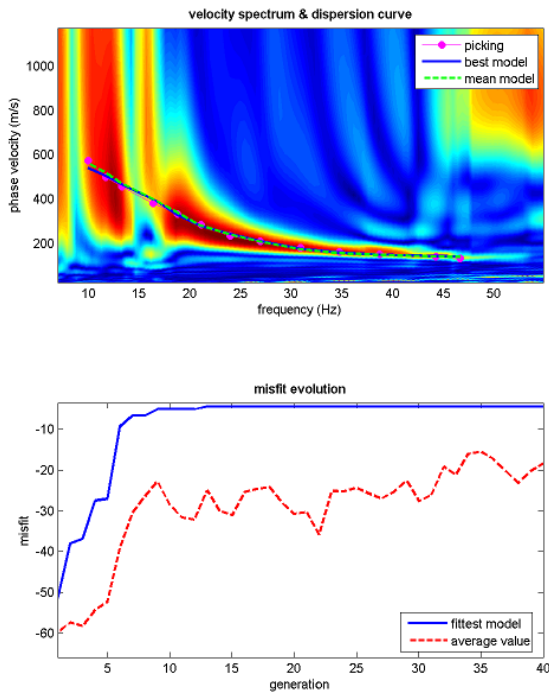 velocity spectrum & dispersion curve
picking
best model
mean model
phase velocity (m/s)
1000
800
600
400
200
10 15 20 25 30 35 40 45 50
frequency (Hz)
misfit evolution
misfit
-10
-20
-30
-40
-50
-60
fittest model
average value
5 10 15 20 25 30 35 40
generation